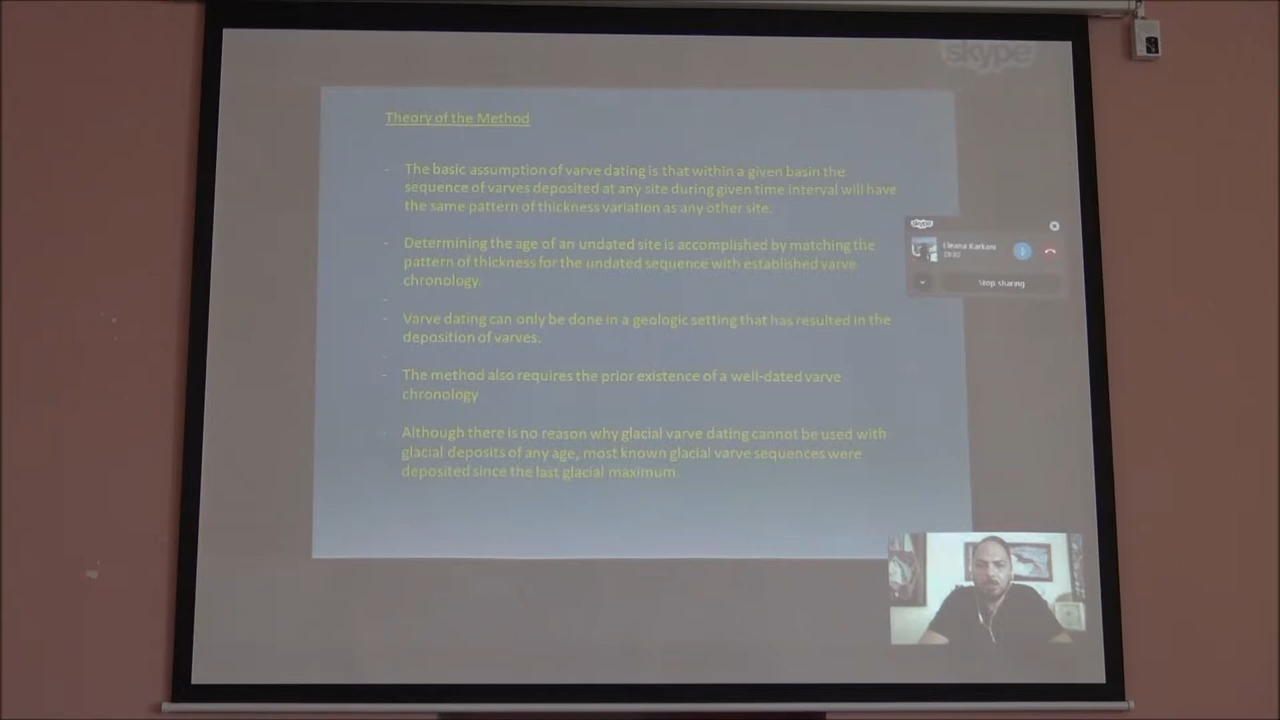 skype
Theory of the Method
- The basic assumption of varve dating is that within a given basin the
sequence of varves deposited at any site during given time interval will have
the same pattern of thickness variation as any other site.
- Determining the age of an undated site is accomplished by matching the
pattern of thickness for the undated sequence with established varve
chronology.
-
- Varve dating can only be done in a geologic setting that has resulted in the
deposition of varves.
-
- The method also requires the prior existence of a well-dated varve
chronology
- Although there is no reason why glacial varve dating cannot be used with
glacial deposits of any age, most known glacial varve sequences were
deposited since the last glacial maximum.
skype
Eleana Karkani
Stop sharing